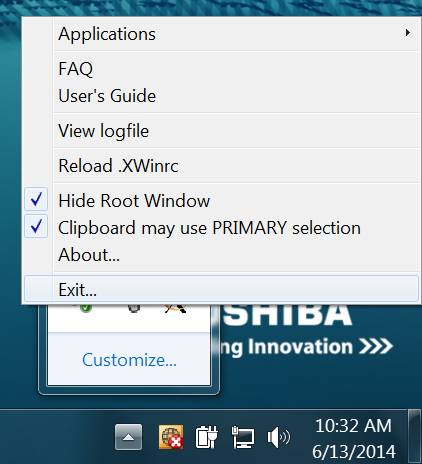 Applications
FAQ
User's Guide
View logfile
Reload .XWinrc
Hide Root Window
Clipboard may use PRIMARY selection
About...
Exit...
SHIBA
ng Innovation >>>
Customize...
10:32 AM
6/13/2014